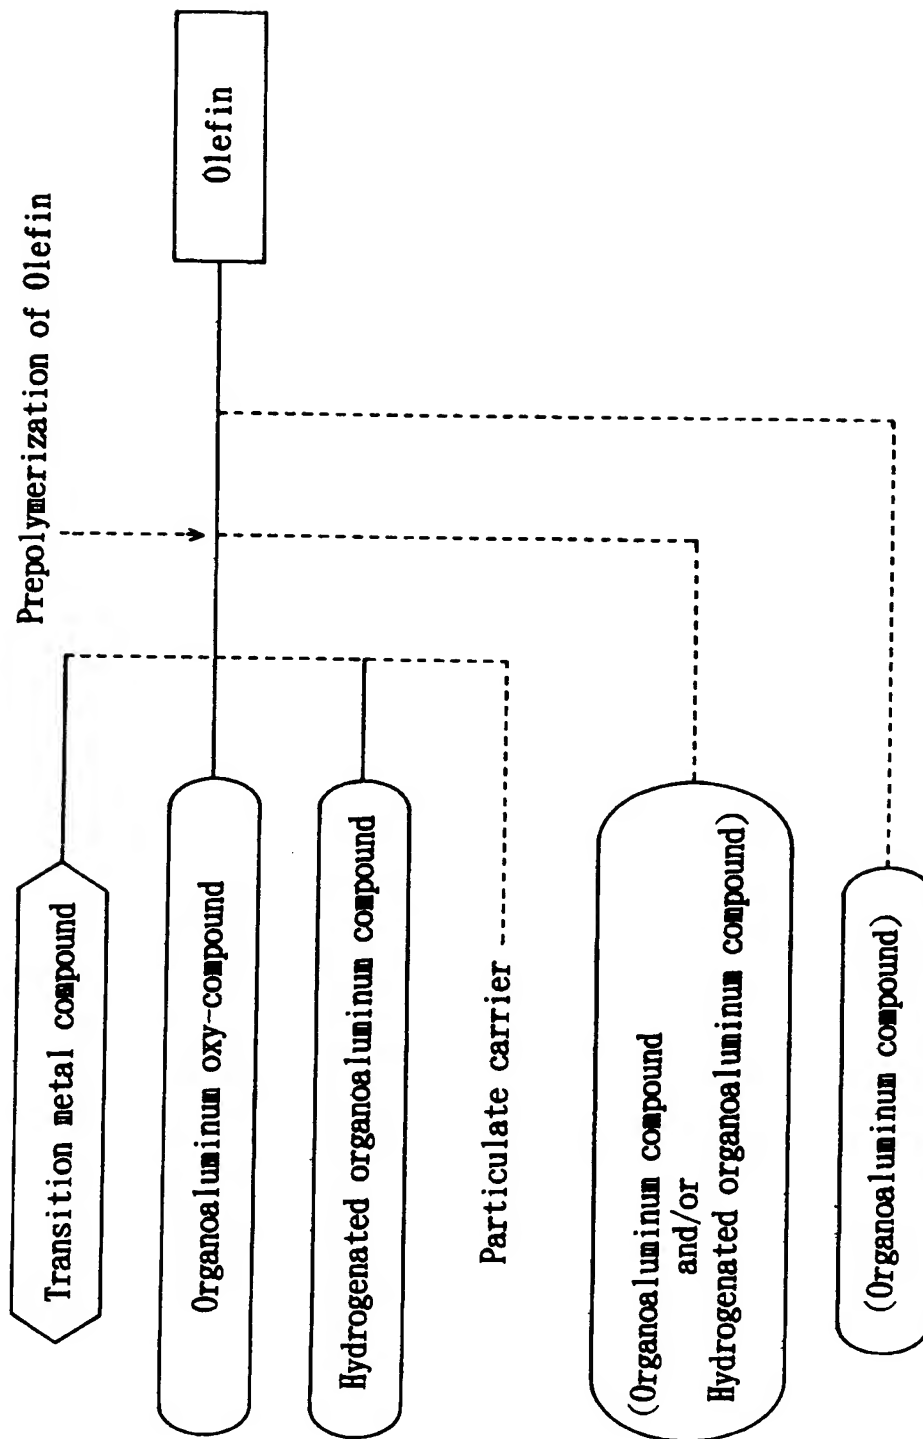 Transition metal compound
Organoaluminum oxy-compound
Hydrogenated organoaluminum compound
Particulate carrier
(Organoaluminum compound
and/or
Hydrogenated organoaluminum compound)
(Organoaluminum compound)
Prepolymerization of Olefin
Olefin